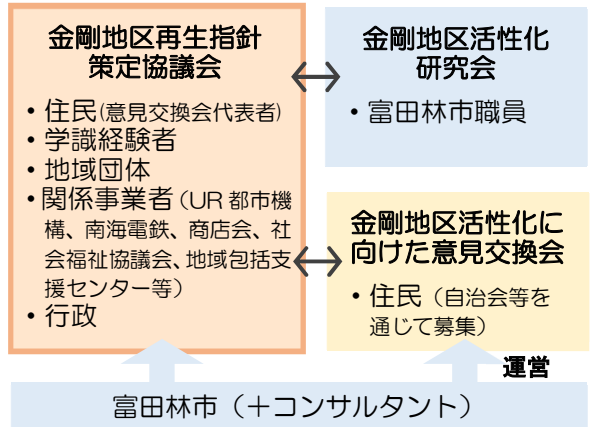 金剛地区再生指針
策定協議会
・住民(意見交換会代表者)
・学識経験者
・地域団体
・関係事業者（UR 都市機
構、南海電鉄、商店会、社
会福祉協議会、地域包括支
援センター等）
・行政
金剛地区活性化
研究会
・富田林市職員
金剛地区活性化に
向けた意見交換会
・住民（自治会等を
通じて募集）
運営
富田林市（＋コンサルタント）